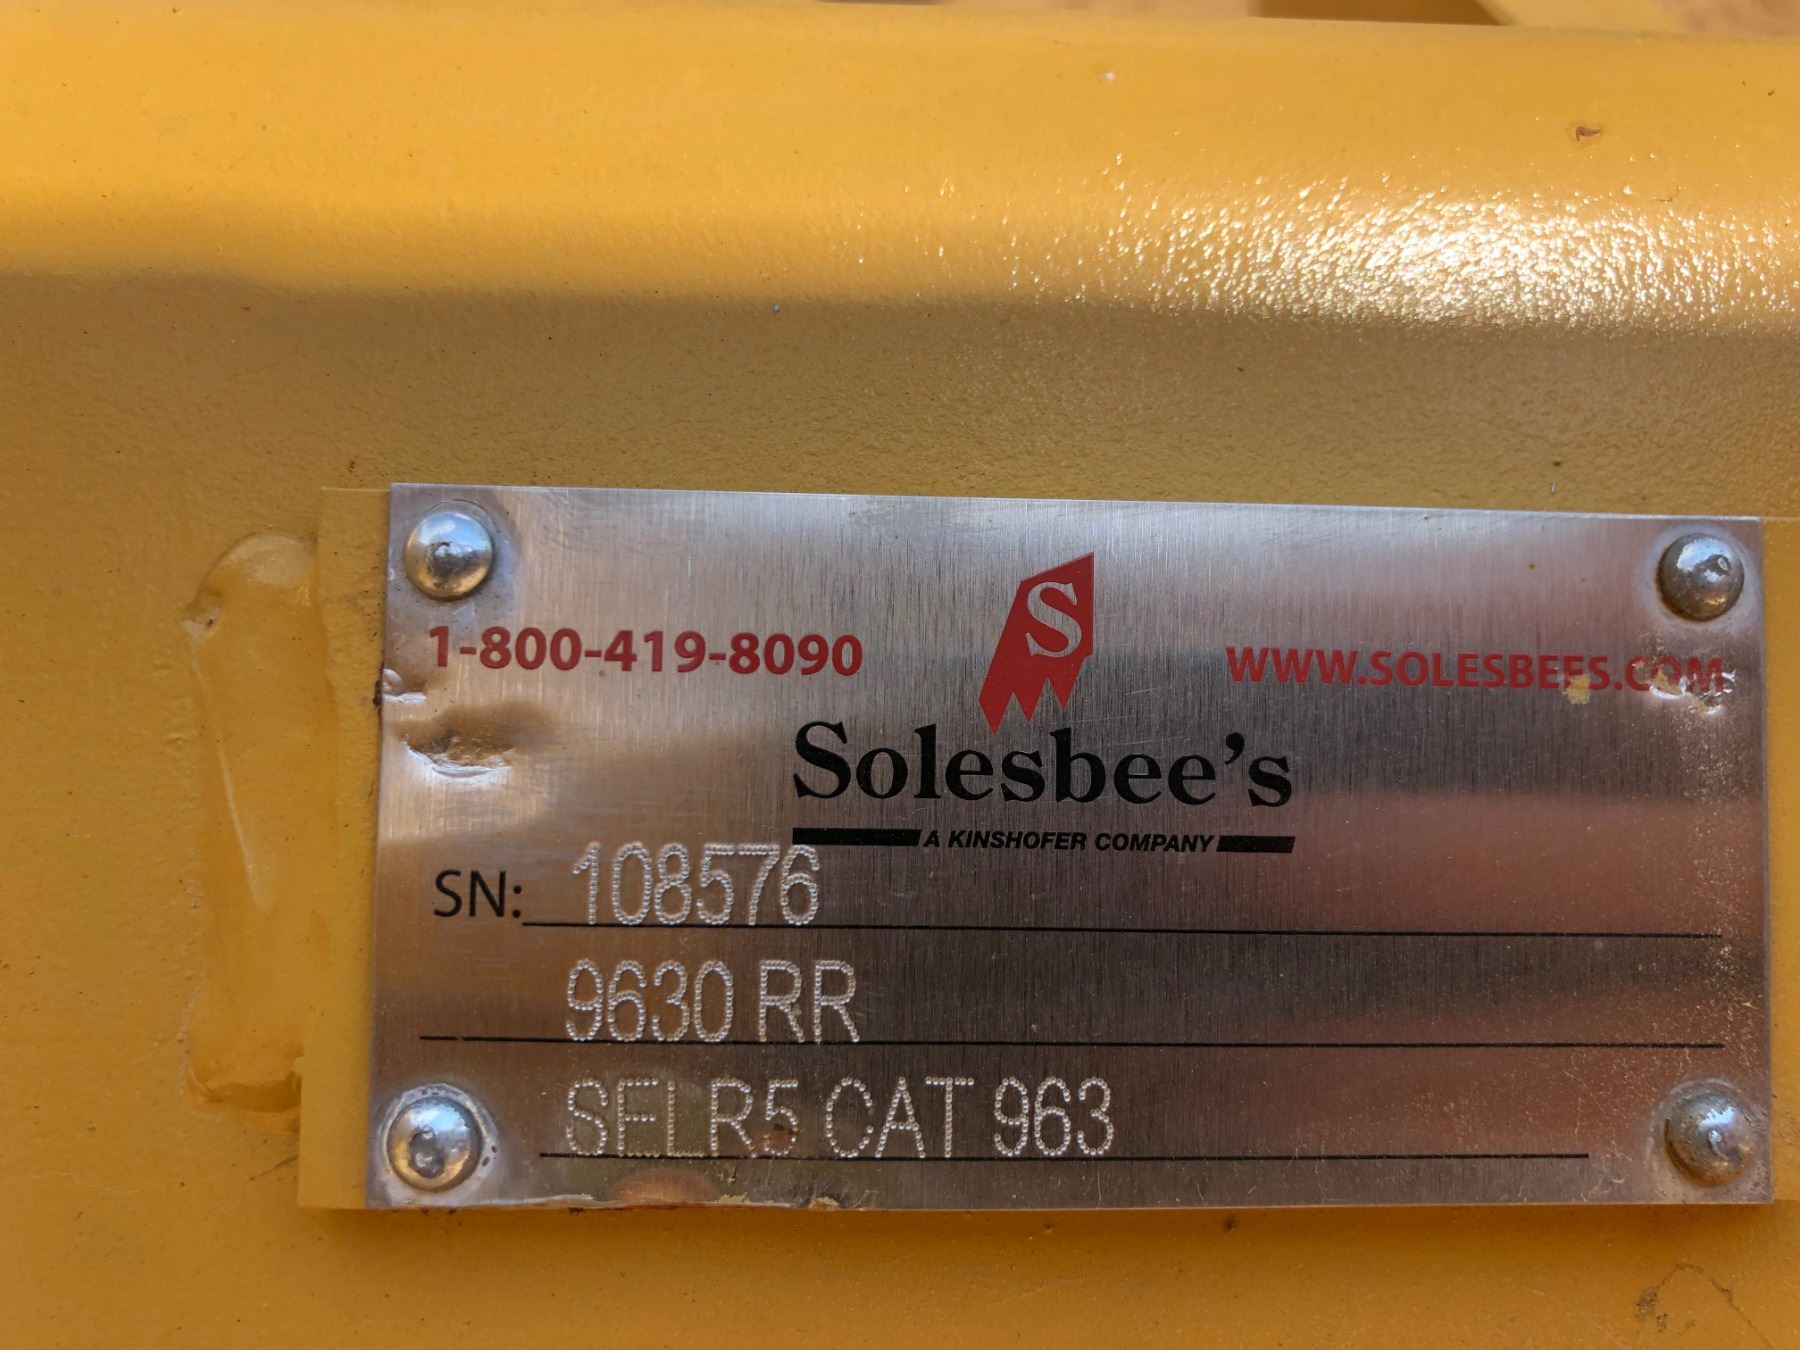 S
1-800-419-8090
WWW.SOLESBEES.COM
Solesbee's
A KINSHOFER COMPANY
SN: 108576
9630 RR
SFLR5 CAT 963